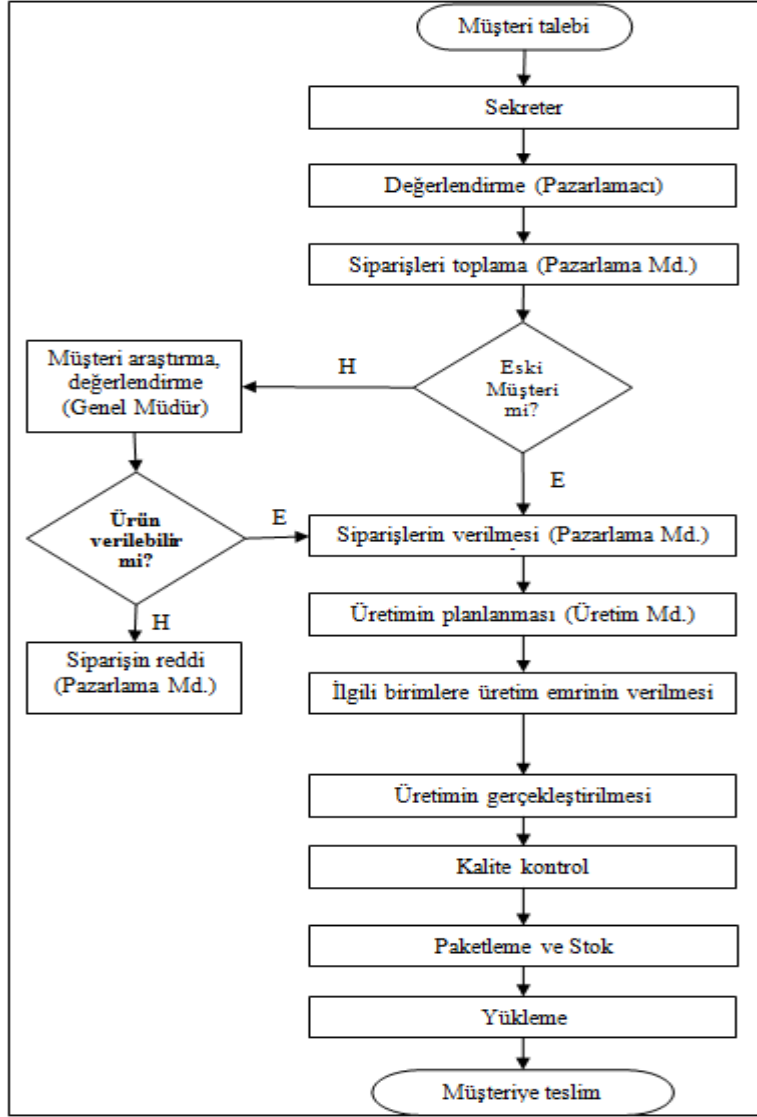 Müşteri talebi
Sekreter
Değerlendirme (Pazarlamacı)
Siparişleri toplama (Pazarlama Md.)
Eski
Müşteri
mi?
H
Müşteri araştırma,
değerlendirme
(Genel Müdür)
E
Ürün
verilebilir
mi?
E
Siparişlerin verilmesi (Pazarlama Md.)
H
Siparişin reddi
(Pazarlama Md.)
Üretimin planlanması (Üretim Md.)
İlgili birimlere üretim emrinin verilmesi
Üretimin gerçekleştirilmesi
Kalite kontrol
Paketleme ve Stok
Yükleme
Müşteriye teslim